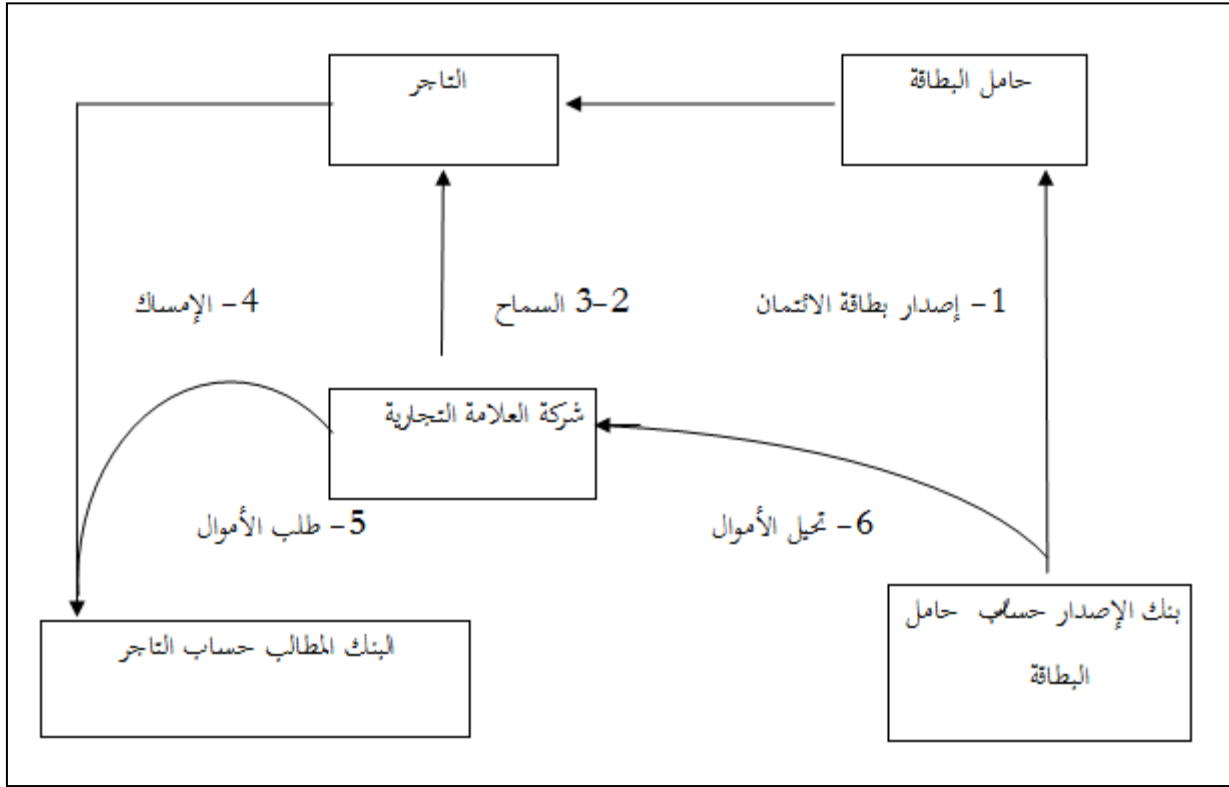 حامل البطاقة
التاجر
1- إصدار بطاقة الائتمان
2-3 السماح
4- الإمساك
شركة العلامة التجارية
6- تحيل الأموال
5- طلب الأموال
بنك الإصدار حساب حامل
البطاقة
البنك المطالب حساب التاجر